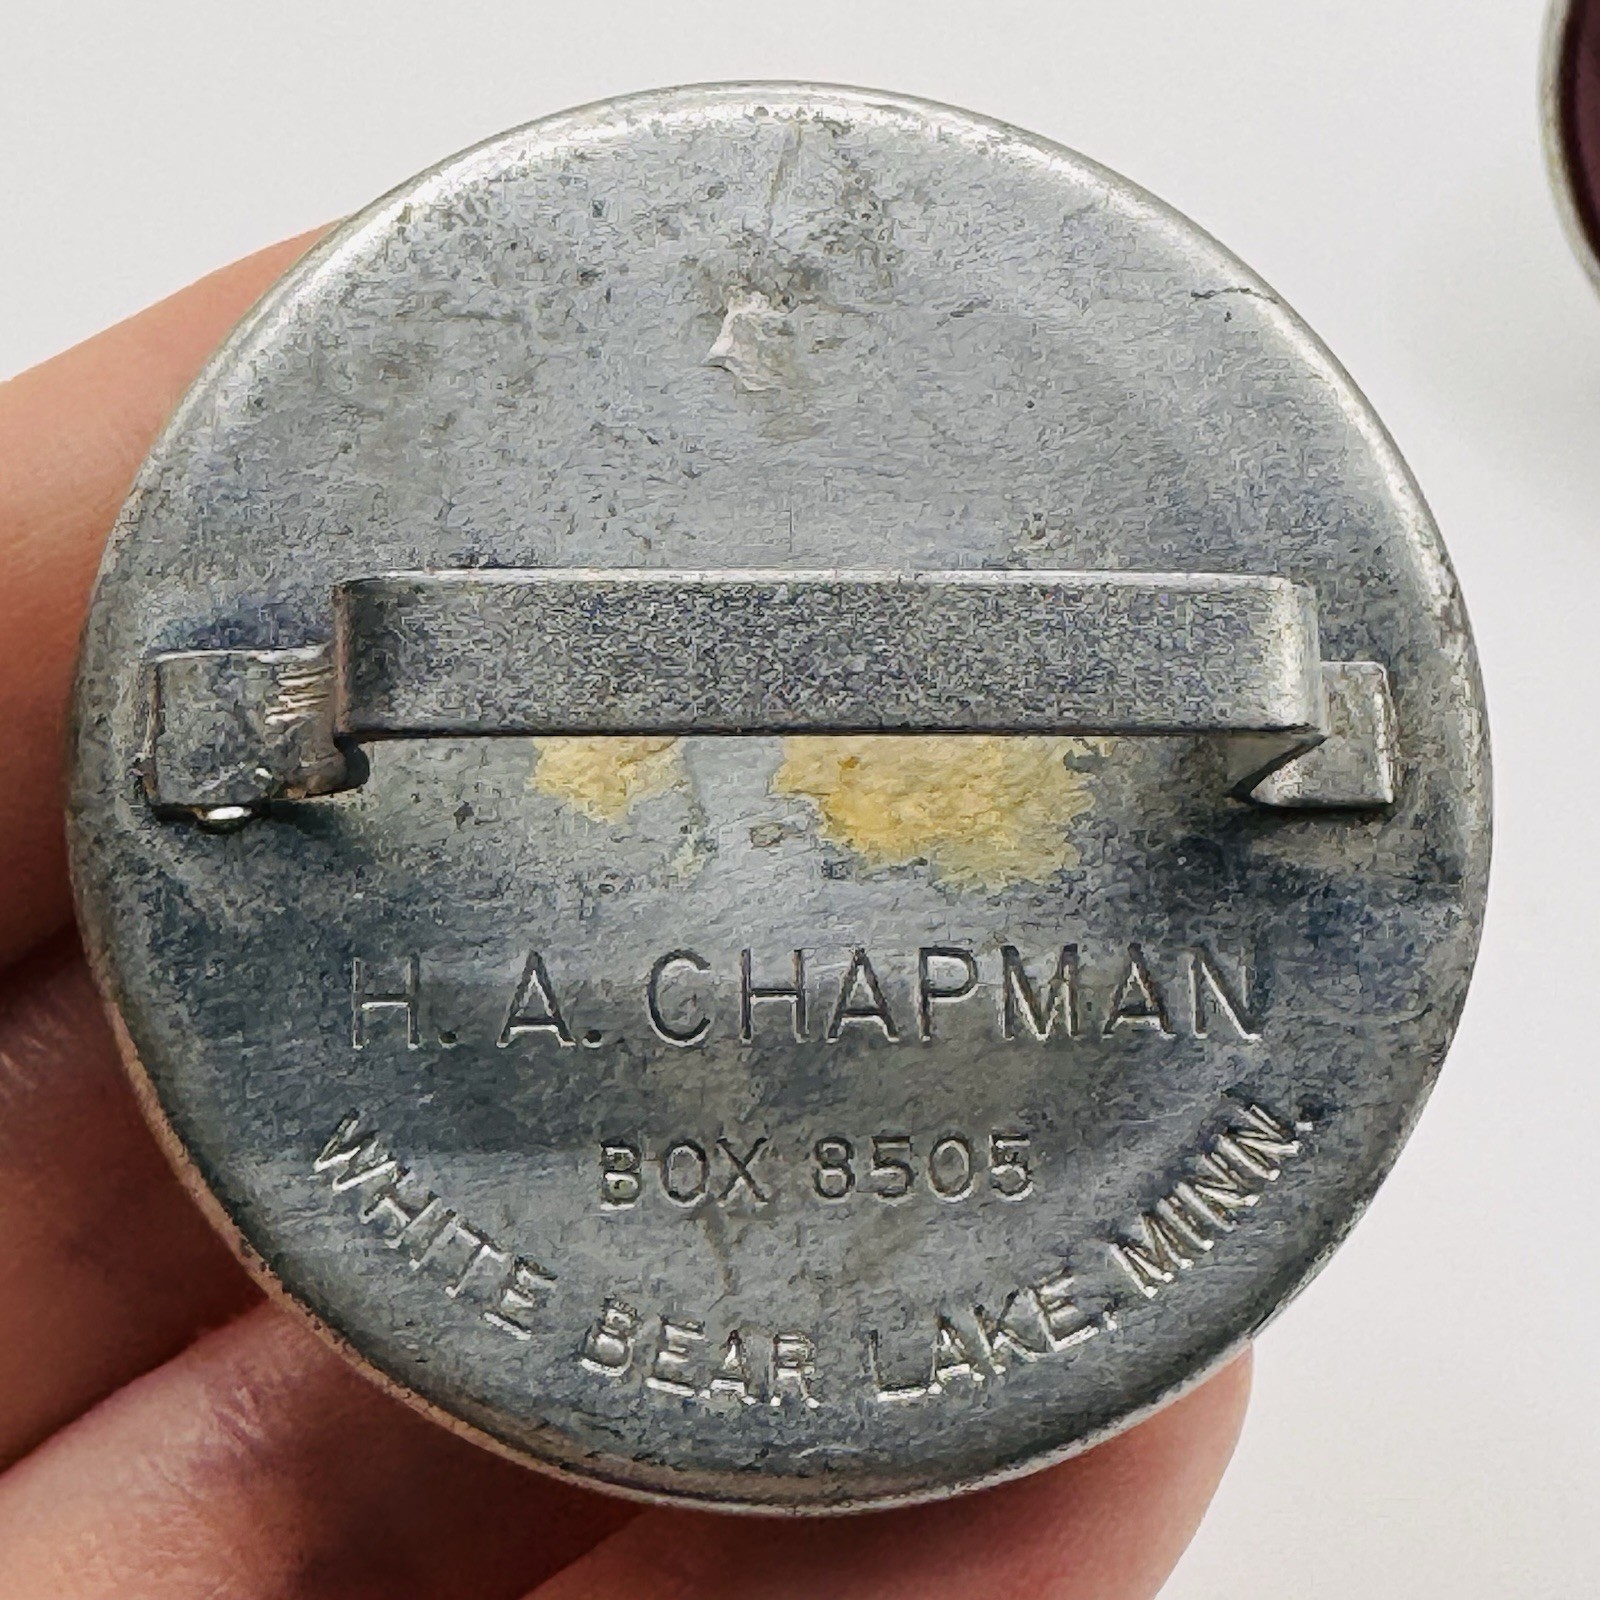 H. A. CHAPMAN
BOX 8505
WHITE BEAR LAKE, MINN.